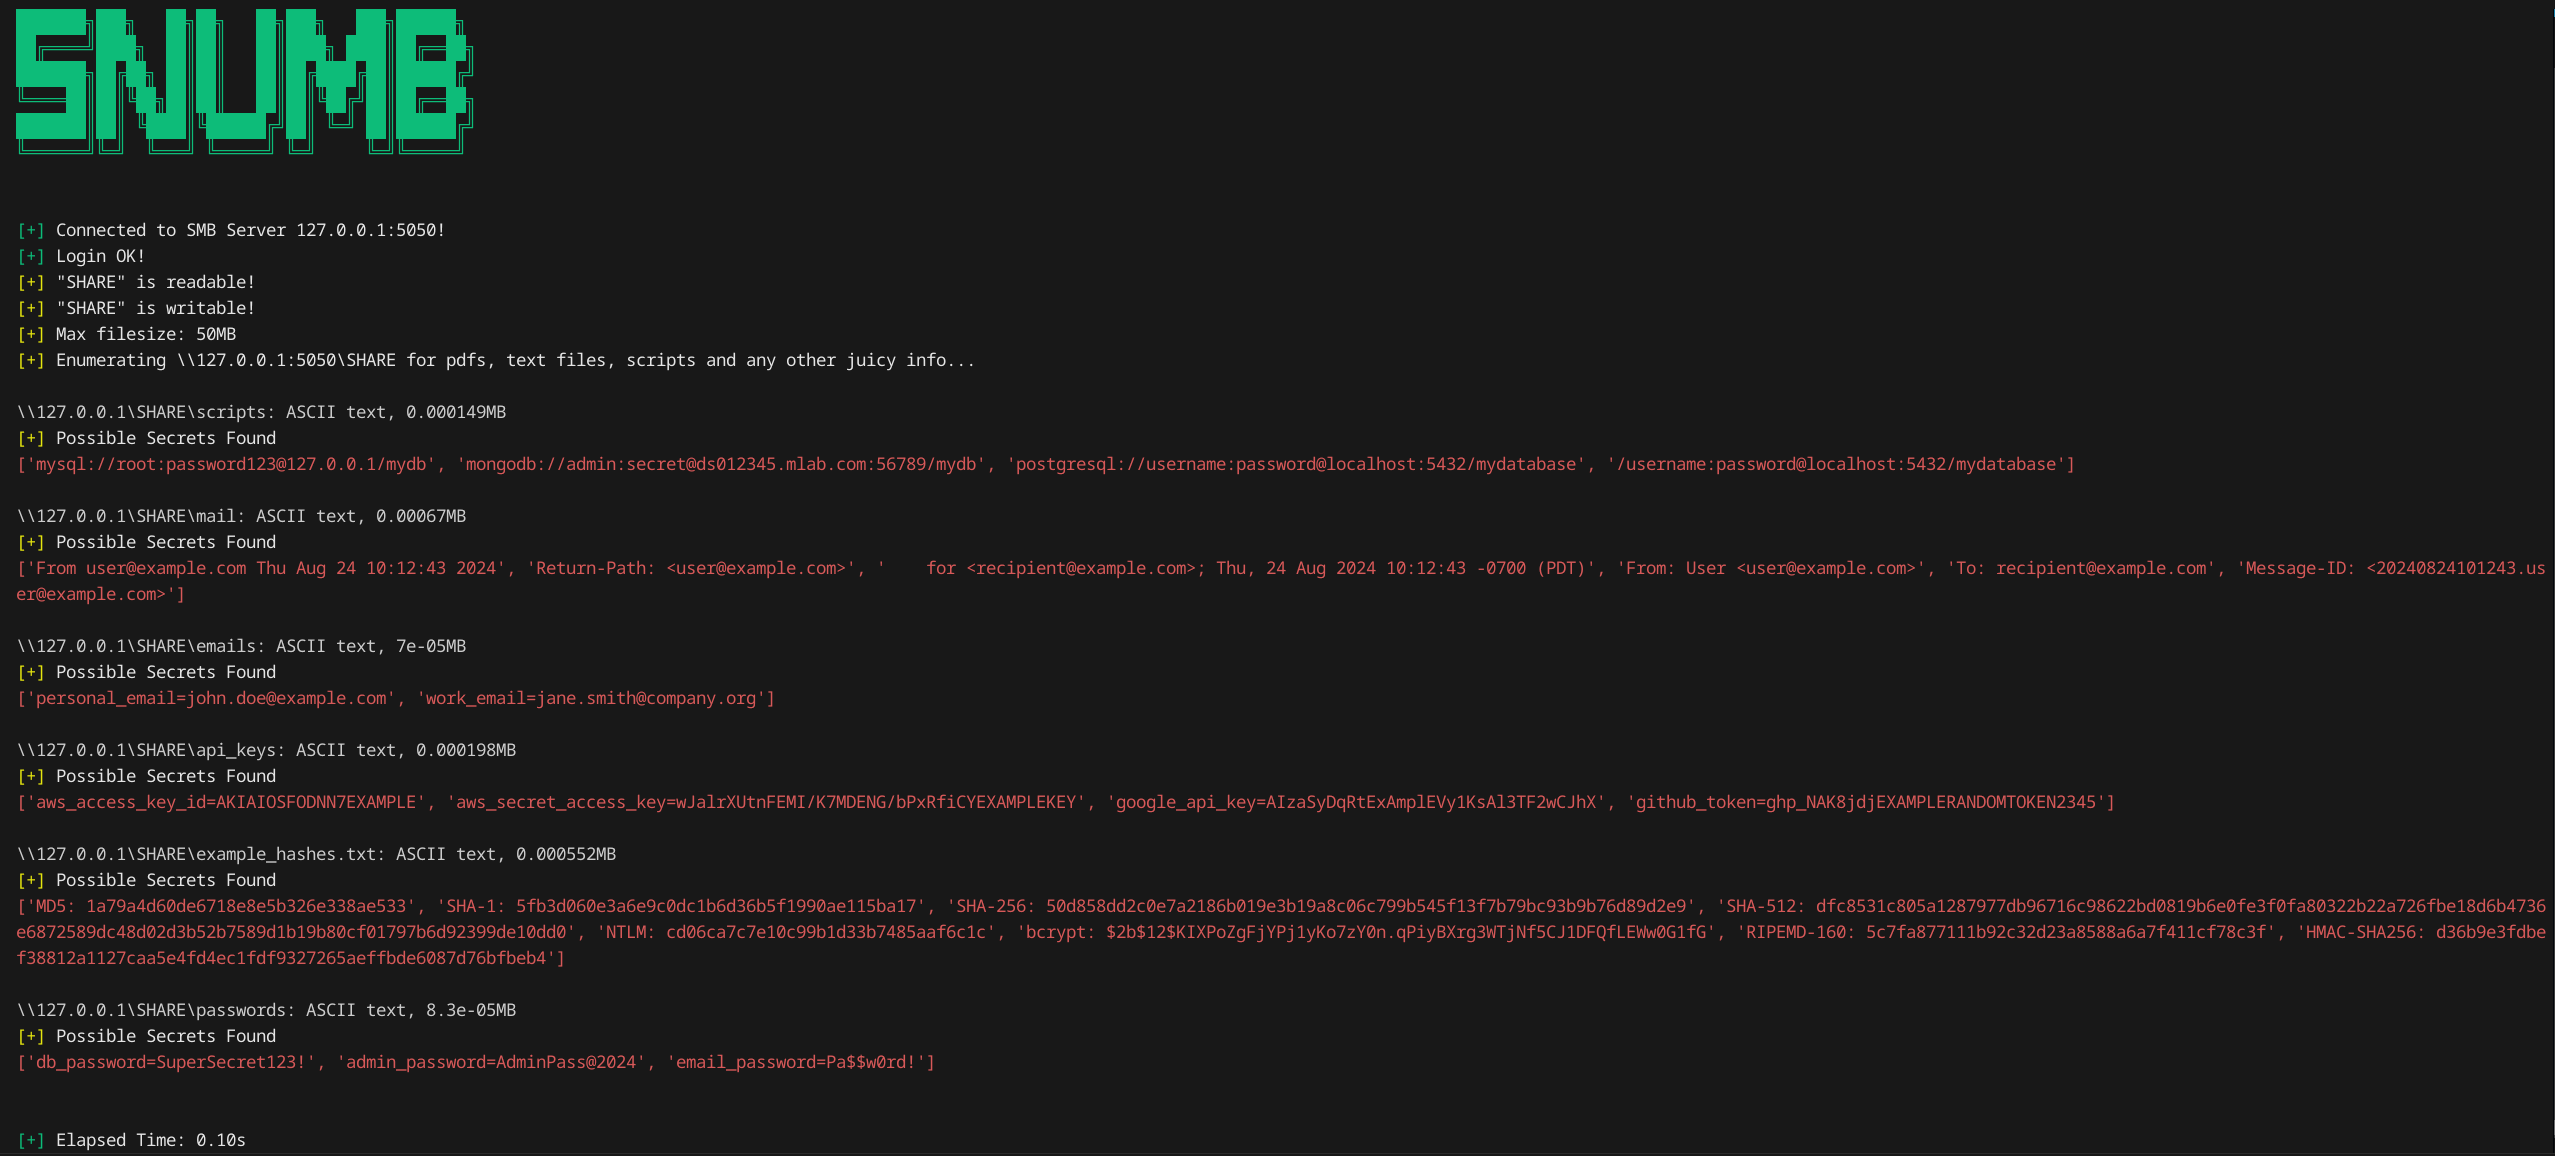 SNUMB
[+] Connected to SMB Server 127.0.0.1:5050!
[+] Login OK!
[+] "SHARE" is readable!
[+] "SHARE" is writable!
[+] Max filesize: 50MB
[+] Enumerating \\127.0.0.1:5050\SHARE for pdfs, text files, scripts and any other juicy info...
\\127.0.0.1\SHARE\scripts: ASCII text, 0.000149MB
[+] Possible Secrets Found
['mysql://root:password123@127.0.0.1/mydb', 'mongodb://admin:secret@ds012345.mlab.com:56789/mydb', 'postgresql://username:password@localhost:5432/mydatabase', '/username:password@localhost:5432/mydatabase']
\\127.0.0.1\SHARE\mail: ASCII text, 0.00067MB
[+] Possible Secrets Found
['From user@example.com Thu Aug 24 10:12:43 2024', 'Return-Path: <user@example.com>', '    for <recipient@example.com>; Thu, 24 Aug 2024 10:12:43 -0700 (PDT)', 'From: User <user@example.com>', 'To: recipient@example.com', 'Message-ID: <20240824101243.us
er@example.com>']
\\127.0.0.1\SHARE\emails: ASCII text, 7e-05MB
[+] Possible Secrets Found
['personal_email=john.doe@example.com', 'work_email=jane.smith@company.org']
\\127.0.0.1\SHARE\api_keys: ASCII text, 0.000198MB
[+] Possible Secrets Found
['aws_access_key_id=AKIAIOSFODNN7EXAMPLE', 'aws_secret_access_key=wJalrXUtnFEMI/K7MDENG/bPxRfiCYEXAMPLEKEY', 'google_api_key=AIzaSyDqRtExAmplEVy1KsAl3TF2wCJhX', 'github_token=ghp_NAK8jdjEXAMPLERANDOMTOKEN2345']
\\127.0.0.1\SHARE\example_hashes.txt: ASCII text, 0.000552MB
[+] Possible Secrets Found
['MD5: 1a79a4d60de6718e8e5b326e338ae533', 'SHA-1: 5fb3d060e3a6e9c0dc1b6d36b5f1990ae115ba17', 'SHA-256: 50d858dd2c0e7a2186b019e3b19a8c06c799b545f13f7b79bc93b9b76d89d2e9', 'SHA-512: dfc8531c805a1287977db96716c98622bd0819b6e0fe3f0fa80322b22a726fbe18d6b4736
e6872589dc48d02d3b52b7589d1b19b80cf01797b6d92399de10dd0', 'NTLM: cd06ca7c7e10c99b1d33b7485aaf6c1c', 'bcrypt: $2b$12$KIXPoZgFjYPj1yKo7zY0n.qPiyBXrg3WTjNf5CJ1DFQfLEWw0G1fG', 'RIPEMD-160: 5c7fa877111b92c32d23a8588a6a7f411cf78c3f', 'HMAC-SHA256: d36b9e3fdbe
f38812a1127caa5e4fd4ec1fdf9327265aeffbde6087d76bfbeb4']
\\127.0.0.1\SHARE\passwords: ASCII text, 8.3e-05MB
[+] Possible Secrets Found
['db_password=SuperSecret123!', 'admin_password=AdminPass@2024', 'email_password=Pa$$w0rd!']
[+] Elapsed Time: 0.10s